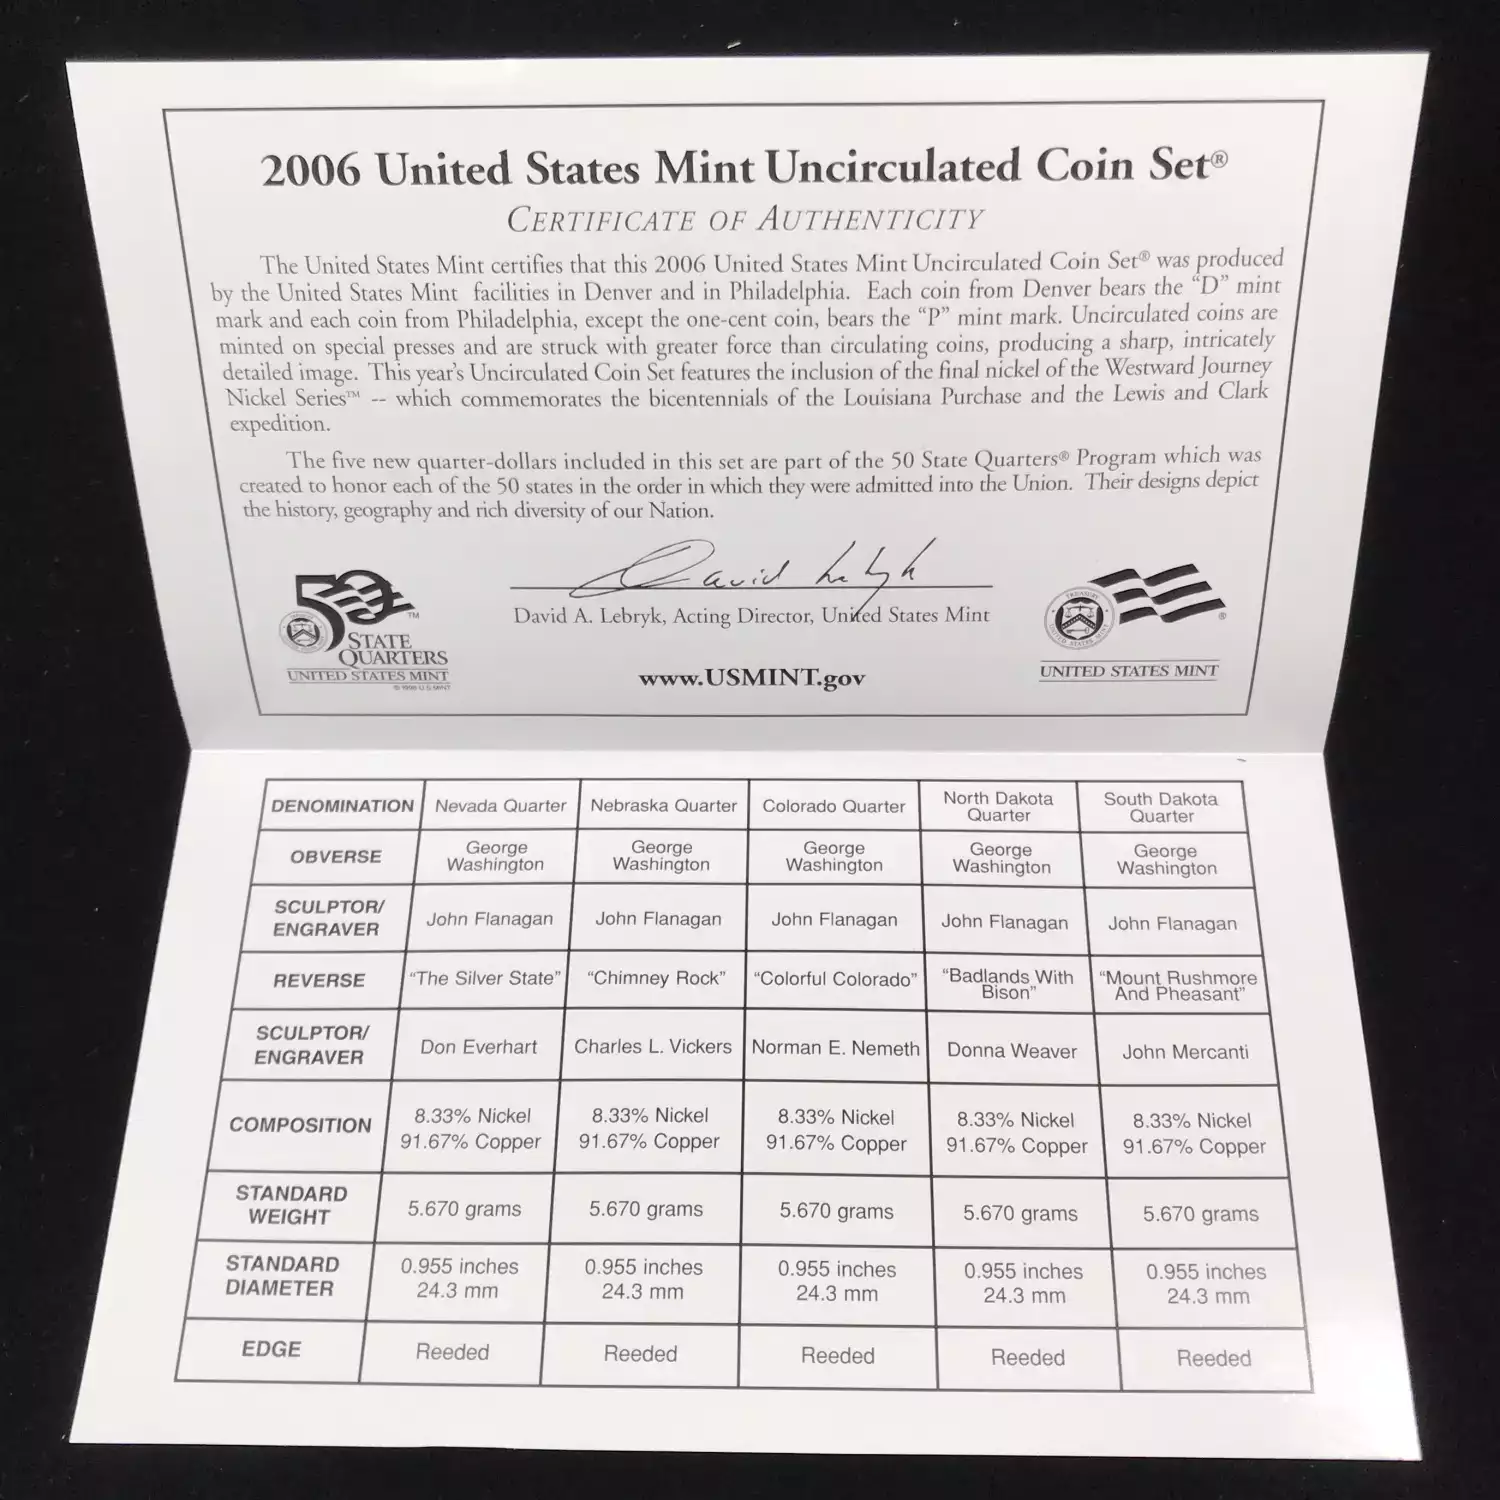 2006 United States Mint Uncirculated Coin Set®
CERTIFICATE OF AUTHENTICITY
The United States Mint certifies that this 2006 United States Mint Uncirculated Coin Set® was produced
by the United States Mint facilities in Denver and in Philadelphia. Each coin from Denver bears the “D” mint
mark and each coin from Philadelphia, except the one-cent coin, bears the “P” mint mark. Uncirculated coins are
minted on special presses and are struck with greater force than circulating coins, producing a sharp, intricately
detailed image. This year’s Uncirculated Coin Set features the inclusion of the final nickel of the Westward Journey
Nickel Series™ -- which commemorates the bicentennials of the Louisiana Purchase and the Lewis and Clark
expedition.
The five new quarter-dollars included in this set are part of the 50 State Quarters® Program which was
created to honor each of the 50 states in the order in which they were admitted into the Union. Their designs depict
the history, geography and rich diversity of our Nation.
50™
STATE
QUARTERS
UNITED STATES MINT
© 1998 U.S. MINT
David Lebryk
David A. Lebryk, Acting Director, United States Mint
www.USMINT.gov
®
UNITED STATES MINT
DENOMINATION Nevada Quarter Nebraska Quarter Colorado Quarter North Dakota Quarter South Dakota Quarter
OBVERSE George Washington George Washington George Washington George Washington George Washington
SCULPTOR/ENGRAVER John Flanagan John Flanagan John Flanagan John Flanagan John Flanagan
REVERSE “The Silver State” “Chimney Rock” “Colorful Colorado” “Badlands With Bison” “Mount Rushmore And Pheasant”
SCULPTOR/ENGRAVER Don Everhart Charles L. Vickers Norman E. Nemeth Donna Weaver John Mercanti
COMPOSITION 8.33% Nickel 91.67% Copper 8.33% Nickel 91.67% Copper 8.33% Nickel 91.67% Copper 8.33% Nickel 91.67% Copper 8.33% Nickel 91.67% Copper
STANDARD WEIGHT 5.670 grams 5.670 grams 5.670 grams 5.670 grams 5.670 grams
STANDARD DIAMETER 0.955 inches 24.3 mm 0.955 inches 24.3 mm 0.955 inches 24.3 mm 0.955 inches 24.3 mm 0.955 inches 24.3 mm
EDGE Reeded Reeded Reeded Reeded Reeded